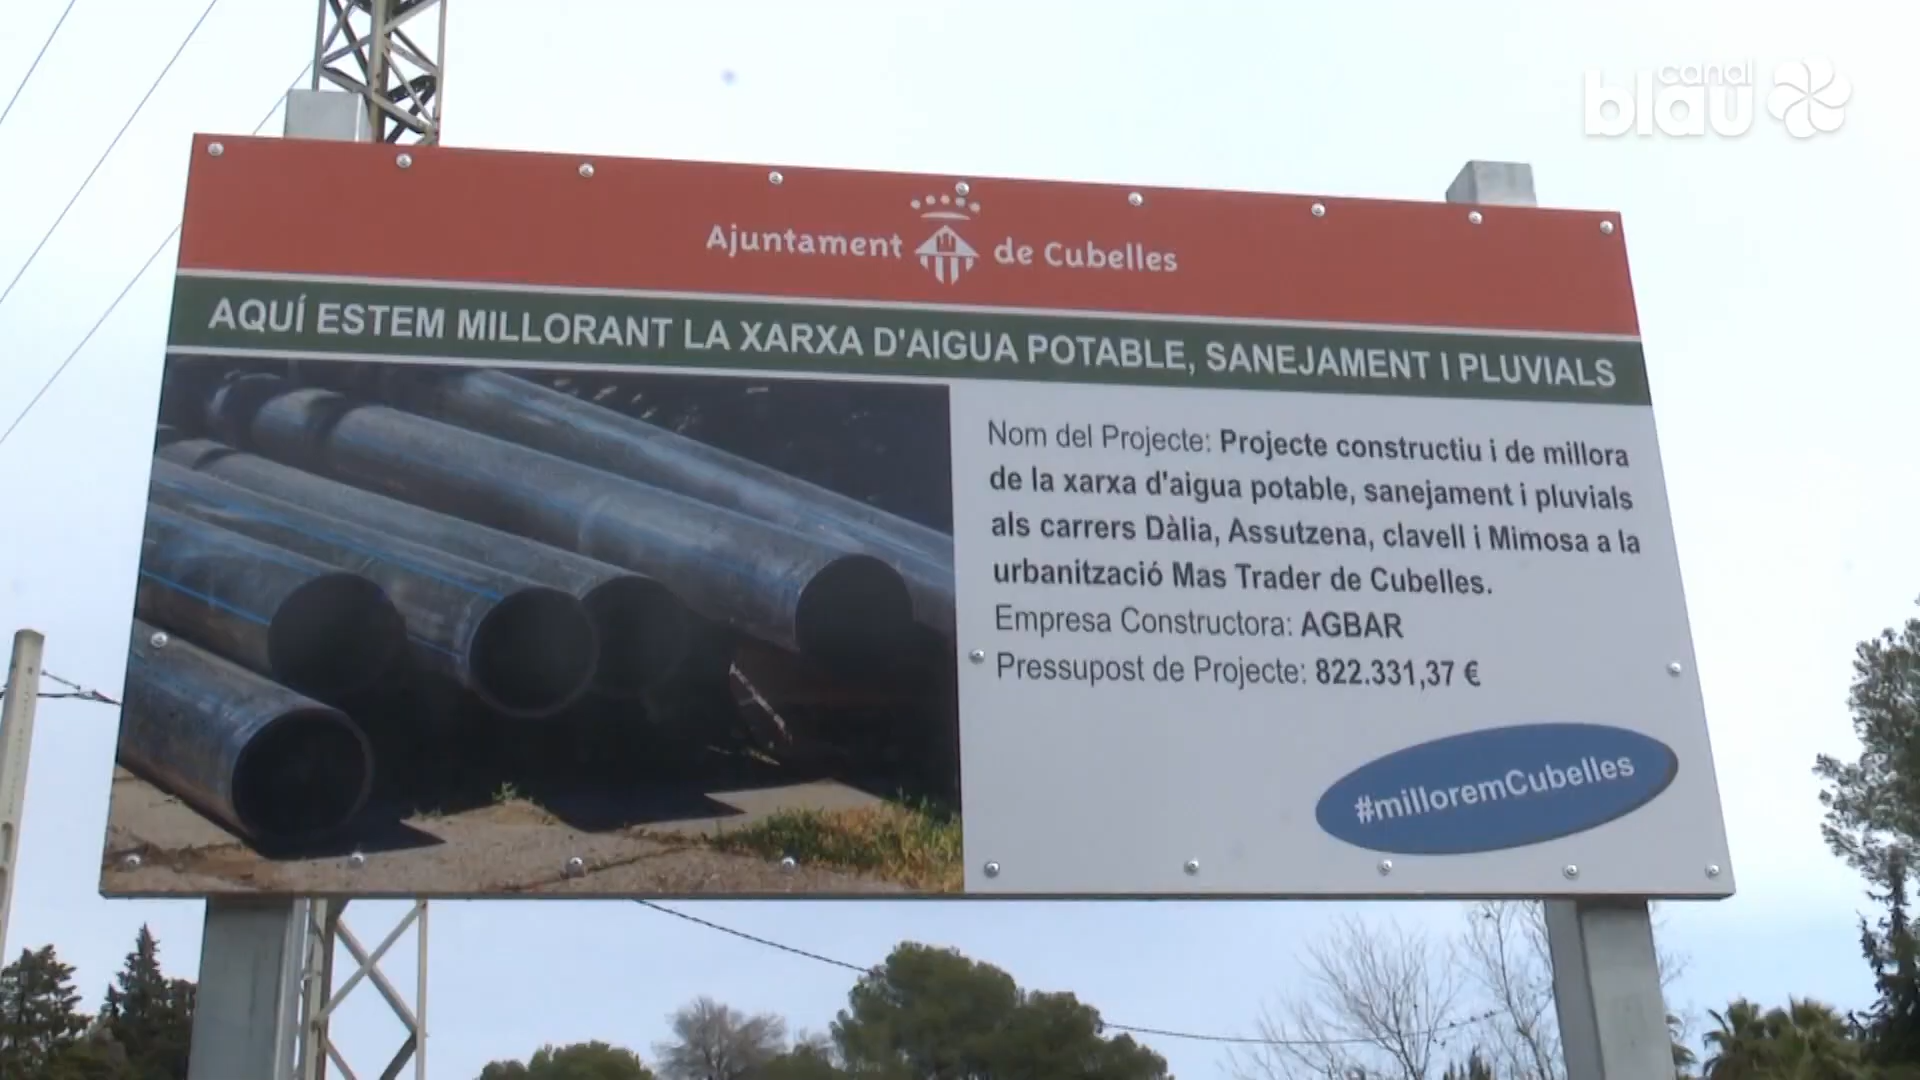 canal
blau
Ajuntament de Cubelles
AQUÍ ESTEM MILLORANT LA XARXA D'AIGUA POTABLE, SANEJAMENT I PLUVIALS
Nom del Projecte: Projecte constructiu i de millora
de la xarxa d'aigua potable, sanejament i pluvials
als carrers Dàlia, Assutzena, clavell i Mimosa a la
urbanització Mas Trader de Cubelles.
Empresa Constructora: AGBAR
Pressupost de Projecte: 822.331,37 €
#milloremCubelles